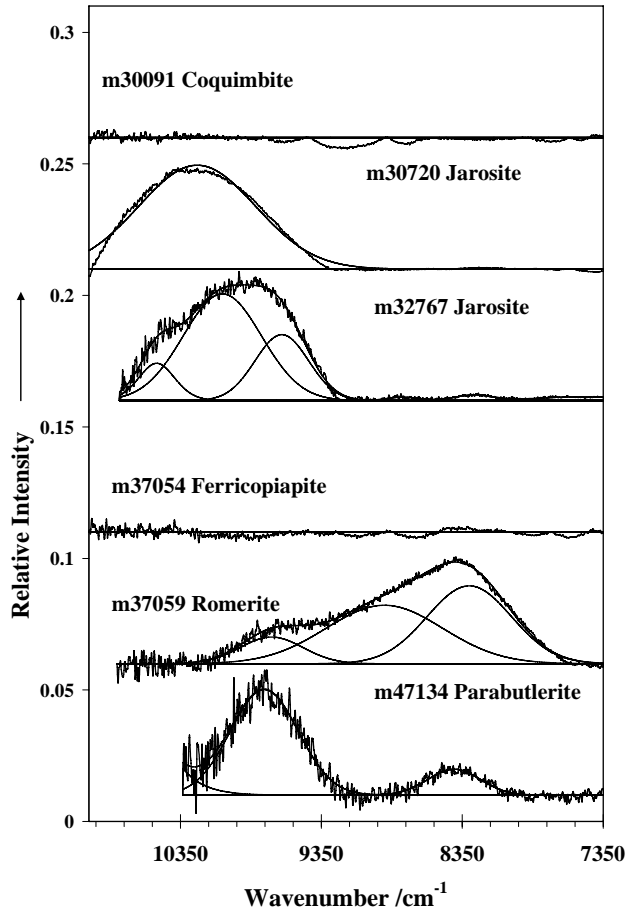 0.3
m30091 Coquimbite
0.25
m30720 Jarosite
0.2
m32767 Jarosite
0.15
m37054 Ferricopiapite
0.1
m37059 Romerite
0.05
m47134 Parabutlerite
0
Relative Intensity
10350 9350 8350 7350
Wavenumber /cm⁻¹